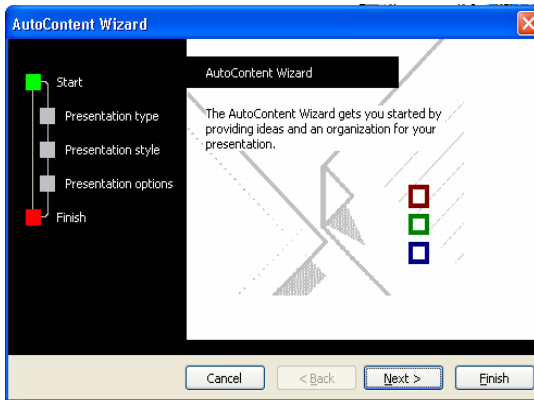 AutoContent Wizard
Start
Presentation type
Presentation style
Presentation options
Finish
AutoContent Wizard
The AutoContent Wizard gets you started by
providing ideas and an organization for your
presentation.
Cancel
< Back
Next >
Finish